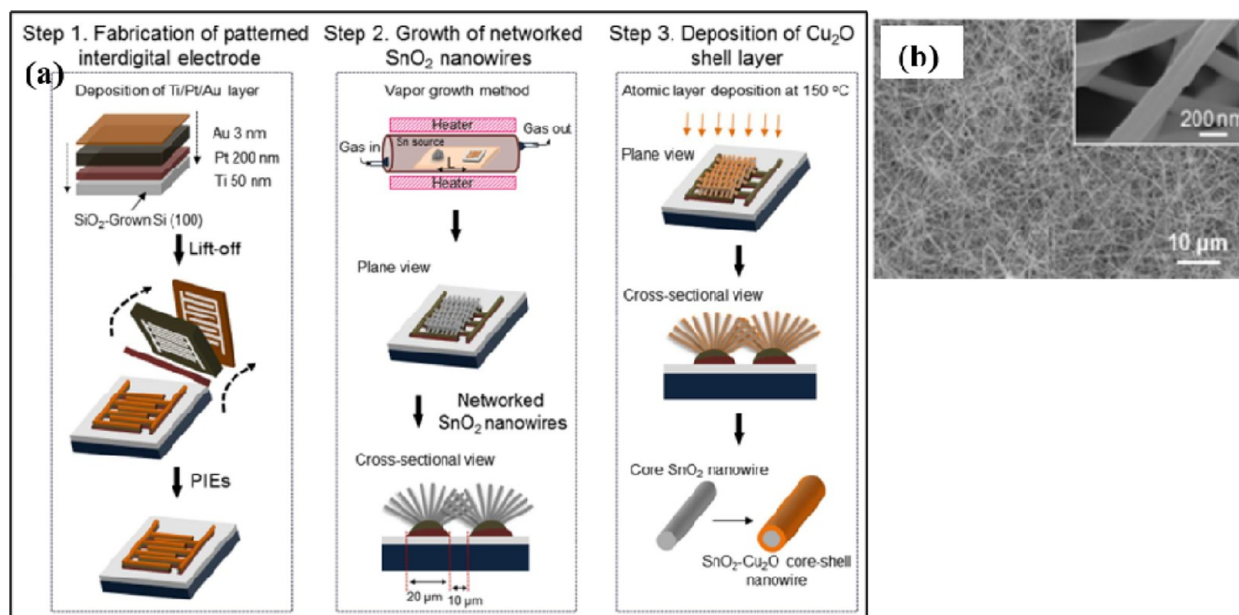 (a)
Step 1. Fabrication of patterned
interdigital electrode
Deposition of Ti/Pt/Au layer
Au 3 nm
Pt 200 nm
Ti 50 nm
SiO₂-Grown Si (100)
Lift-off
PIEs
Step 2. Growth of networked
SnO₂ nanowires
Vapor growth method
Heater
Gas out
Sn source
Gas in
L
Heater
Plane view
Networked
SnO₂ nanowires
Cross-sectional view
20 μm
10 μm
Step 3. Deposition of Cu₂O
shell layer
Atomic layer deposition at 150 ºC
Plane view
Cross-sectional view
Core SnO₂ nanowire
SnO₂-Cu₂O core-shell
nanowire
(b)
200 nm
10 μm